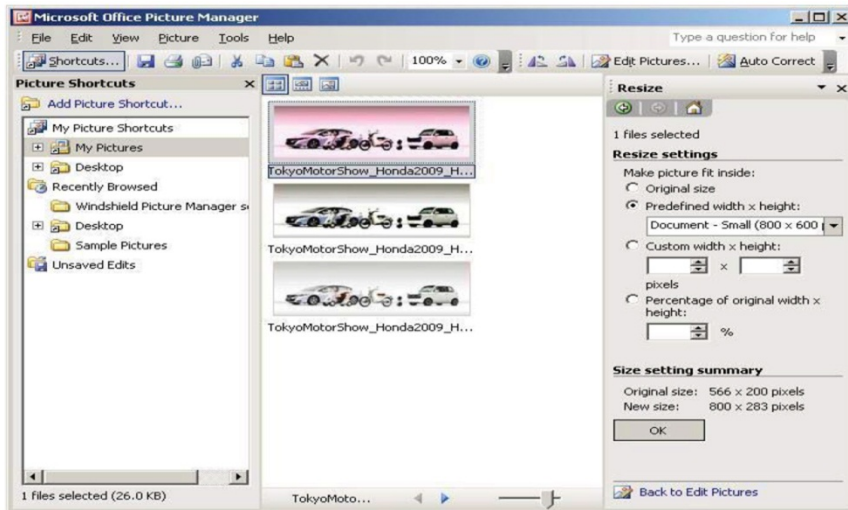 Microsoft Office Picture Manager
File Edit View Picture Tools Help
Type a question for help
Shortcuts...
100%
Edit Pictures...
Auto Correct
Picture Shortcuts
Add Picture Shortcut...
My Picture Shortcuts
My Pictures
Desktop
Recently Browsed
Windshield Picture Manager
Desktop
Sample Pictures
Unsaved Edits
1 files selected (26.0 KB)
TokyoMotorShow_Honda2009_H...
TokyoMotorShow_Honda2009_H...
TokyoMotorShow_Honda2009_H...
TokyoMoto...
Resize
1 files selected
Resize settings
Make picture fit inside:
Original size
Predefined width x height:
Document - Small (800 x 600
Custom width x height:
x
pixels
Percentage of original width x
height:
%
Size setting summary
Original size: 566 x 200 pixels
New size: 800 x 283 pixels
OK
Back to Edit Pictures